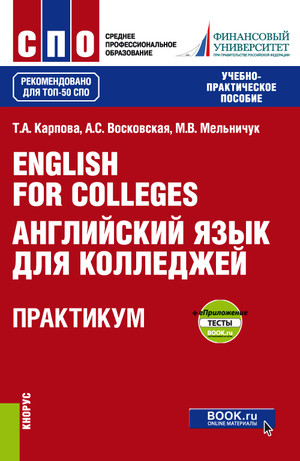 СПО
СРЕДНЕЕ
ПРОФЕССИОНАЛЬНОЕ
ОБРАЗОВАНИЕ
ФИНАНСОВЫЙ
УНИВЕРСИТЕТ
ПРИ ПРАВИТЕЛЬСТВЕ РОССИЙСКОЙ ФЕДЕРАЦИИ
РЕКОМЕНДОВАНО
ДЛЯ ТОП-50 СПО
УЧЕБНО-
ПРАКТИЧЕСКОЕ
ПОСОБИЕ
Т.А. Карпова, А.С. Восковская, М.В. Мельничук
ENGLISH
FOR COLLEGES
АНГЛИЙСКИЙ ЯЗЫК
ДЛЯ КОЛЛЕДЖЕЙ
ПРАКТИКУМ
+ еПриложение
ТЕСТЫ
BOOK.ru
BOOK.ru
ONLINE МАТЕРИАЛЫ
КНОРУС